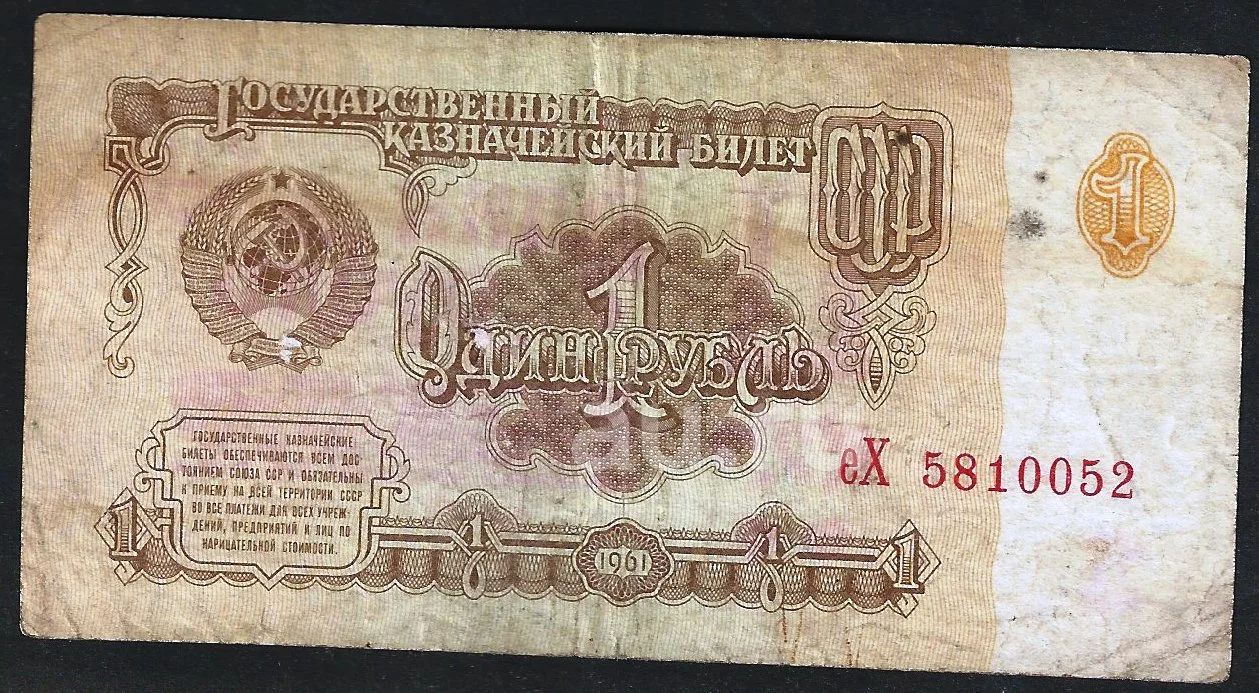 ГОСУДАРСТВЕННЫЙ
КАЗНАЧЕЙСКИЙ БИЛЕТ
СССР
1
1
ОДИН РУБЛЬ
еХ 5810052
ГОСУДАРСТВЕННЫЕ КАЗНАЧЕЙСКИЕ
БИЛЕТЫ ОБЕСПЕЧИВАЮТСЯ ВСЕМ ДОС-
ТОЯНИЕМ СОЮЗА ССР И ОБЯЗАТЕЛЬНЫ
К ПРИЕМУ НА ВСЕЙ ТЕРРИТОРИИ СССР
ВО ВСЕ ПЛАТЕЖИ ДЛЯ ВСЕХ УЧРЕЖ-
ДЕНИЙ, ПРЕДПРИЯТИЙ И ЛИЦ ПО
НАРИЦАТЕЛЬНОЙ СТОИМОСТИ.
1 1 1961 1 1